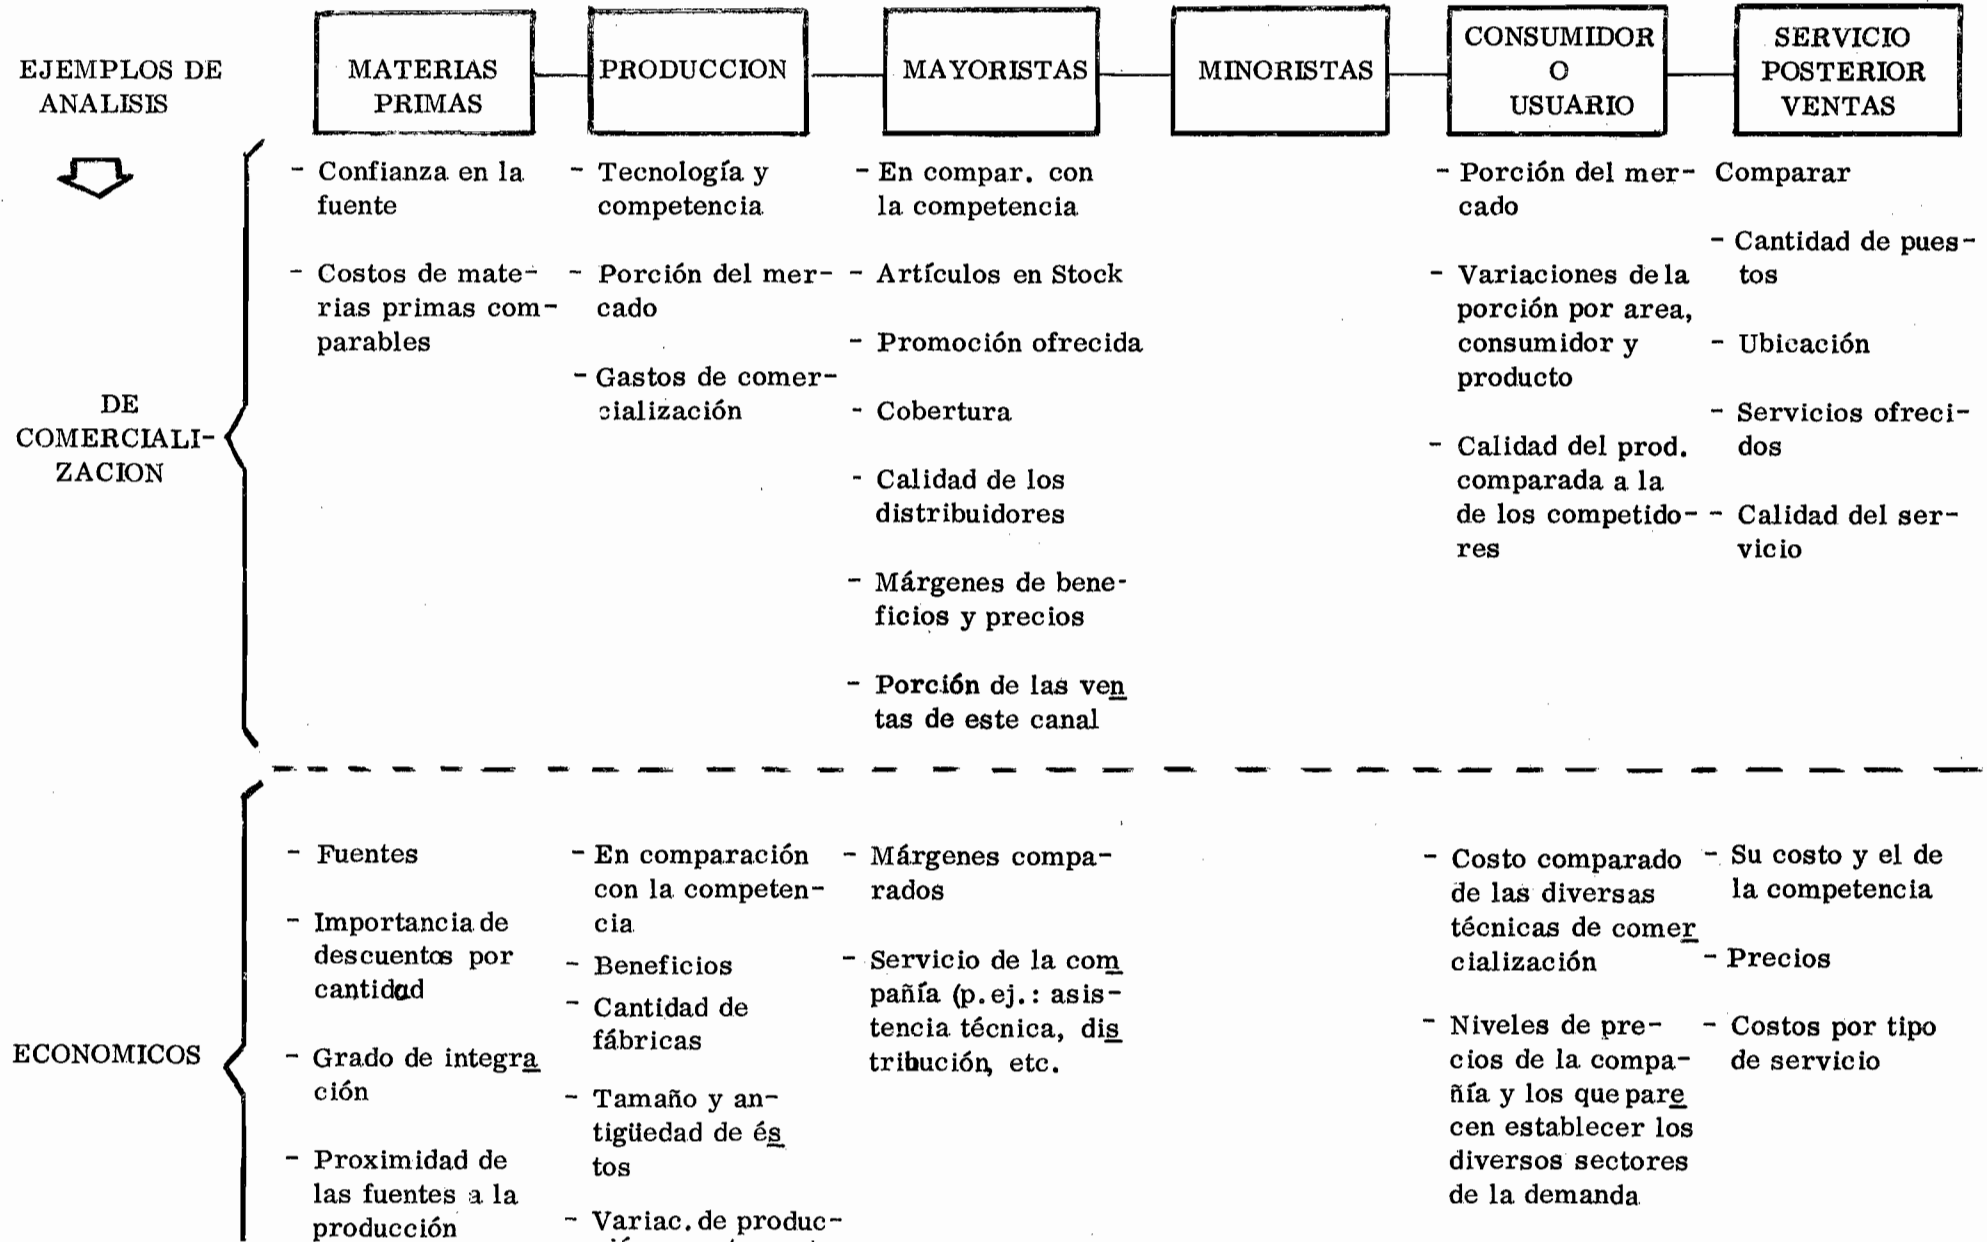 EJEMPLOS DE
ANALISIS
MATERIAS
PRIMAS
PRODUCCION
MAYORISTAS
MINORISTAS
CONSUMIDOR
O
USUARIO
SERVICIO
POSTERIOR
VENTAS
DE
COMERCIALI-
ZACION
- Confianza en la
fuente
- Costos de mate-
rias primas com-
parables
- Tecnología y
competencia
- Porción del mer-
cado
- Gastos de comer-
cialización
- En compar. con
la competencia
- Artículos en Stock
- Promoción ofrecida
- Cobertura
- Calidad de los
distribuidores
- Márgenes de bene-
ficios y precios
- Porción de las ven
tas de este canal
- Porción del mer-
cado
- Variaciones de la
porción por area,
consumidor y
producto
- Calidad del prod.
comparada a la
de los competido-
res
Comparar
- Cantidad de pues-
tos
- Ubicación
- Servicios ofreci-
dos
- Calidad del ser-
vicio
ECONOMICOS
- Fuentes
- Importancia de
descuentos por
cantidad
- Grado de integra
ción
- Proximidad de
las fuentes a la
producción
- En comparación
con la competen-
cia
- Beneficios
- Cantidad de
fábricas
- Tamaño y an-
tigüedad de és
tos
- Variac. de produc-
- Márgenes compa-
rados
- Servicio de la com
pañía (p. ej.: asis-
tencia técnica, dis
tribución, etc.
- Costo comparado
de las diversas
técnicas de comer
cialización
- Niveles de pre-
cios de la compa-
ñía y los que pare
cen establecer los
diversos sectores
de la demanda
- Su costo y el de
la competencia
- Precios
- Costos por tipo
de servicio